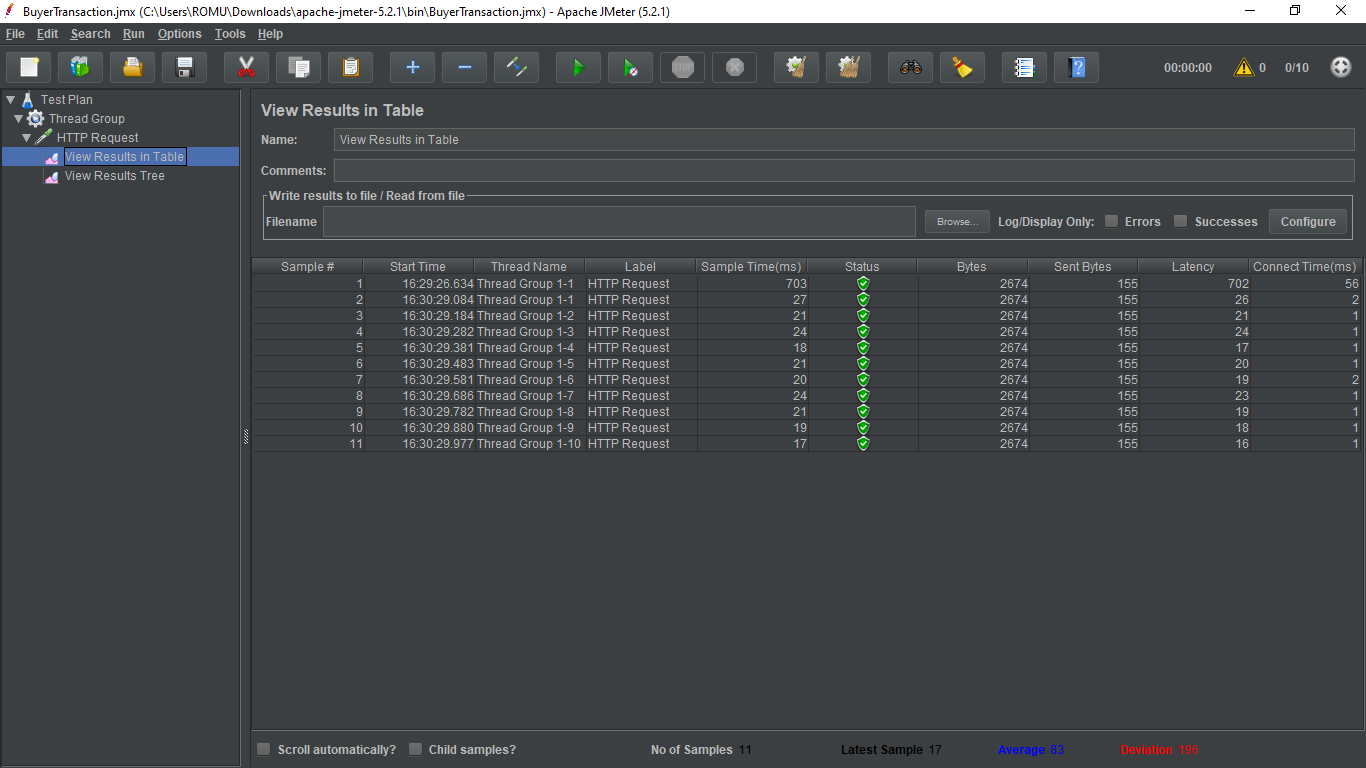 BuyerTransaction.jmx (C:\Users\ROMU\Downloads\apache-jmeter-5.2.1\bin\BuyerTransaction.jmx) - Apache JMeter (5.2.1)
File Edit Search Run Options Tools Help
STOP 00:00:00 0 0/10
Test Plan
Thread Group
HTTP Request
View Results in Table
View Results Tree
View Results in Table
Name: View Results in Table
Comments:
Write results to file / Read from file
Filename Browse... Log/Display Only: Errors Successes Configure
Sample # Start Time Thread Name Label Sample Time(ms) Status Bytes Sent Bytes Latency Connect Time(ms)
1 16:29:26.634 Thread Group 1-1 HTTP Request 703 2674 155 702 56
2 16:30:29.084 Thread Group 1-1 HTTP Request 27 2674 155 26 2
3 16:30:29.184 Thread Group 1-2 HTTP Request 21 2674 155 21 1
4 16:30:29.282 Thread Group 1-3 HTTP Request 24 2674 155 24 1
5 16:30:29.381 Thread Group 1-4 HTTP Request 18 2674 155 17 1
6 16:30:29.483 Thread Group 1-5 HTTP Request 21 2674 155 20 1
7 16:30:29.581 Thread Group 1-6 HTTP Request 20 2674 155 19 2
8 16:30:29.686 Thread Group 1-7 HTTP Request 24 2674 155 23 1
9 16:30:29.782 Thread Group 1-8 HTTP Request 21 2674 155 19 1
10 16:30:29.880 Thread Group 1-9 HTTP Request 19 2674 155 18 1
11 16:30:29.977 Thread Group 1-10 HTTP Request 17 2674 155 16 1
Scroll automatically? Child samples? No of Samples 11 Latest Sample 17 Average 83 Deviation 196